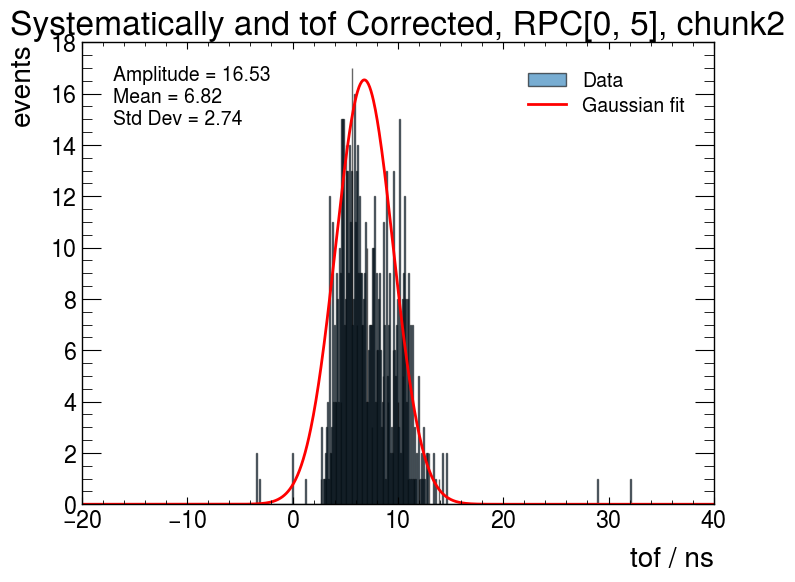 Systematically and tof Corrected, RPC[0, 5], chunk2
events
Amplitude = 16.53
Mean = 6.82
Std Dev = 2.74
Data
Gaussian fit
18
16
14
12
10
8
6
4
2
0
−20 −10 0 10 20 30 40
tof / ns